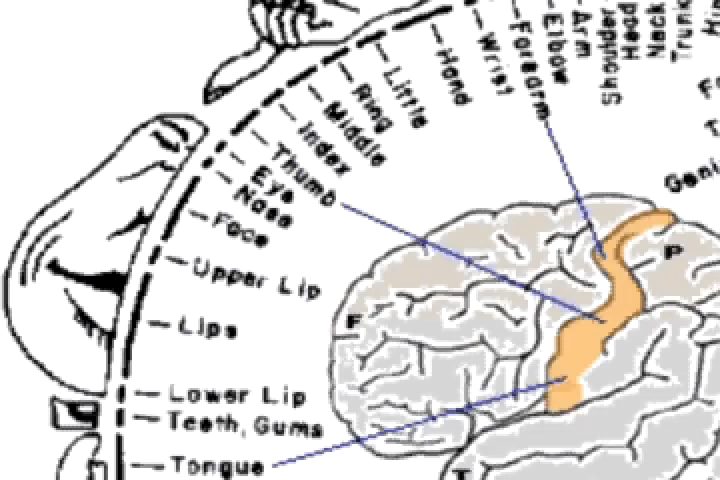 Hand
Wrist
Forearm
Elbow
Arm
Shoulder
Head
Neck
Trunk
Little
Ring
Middle
Index
Thumb
Eye
Nose
Face
Upper Lip
Lips
Lower Lip
Teeth, Gums
Tongue
F
P
T